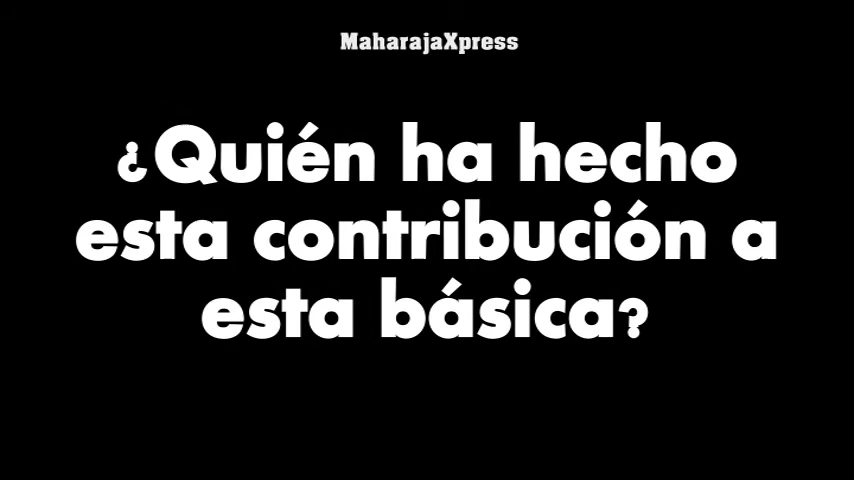 MaharajaXpress
¿Quién ha hecho
esta contribución a
esta básica?